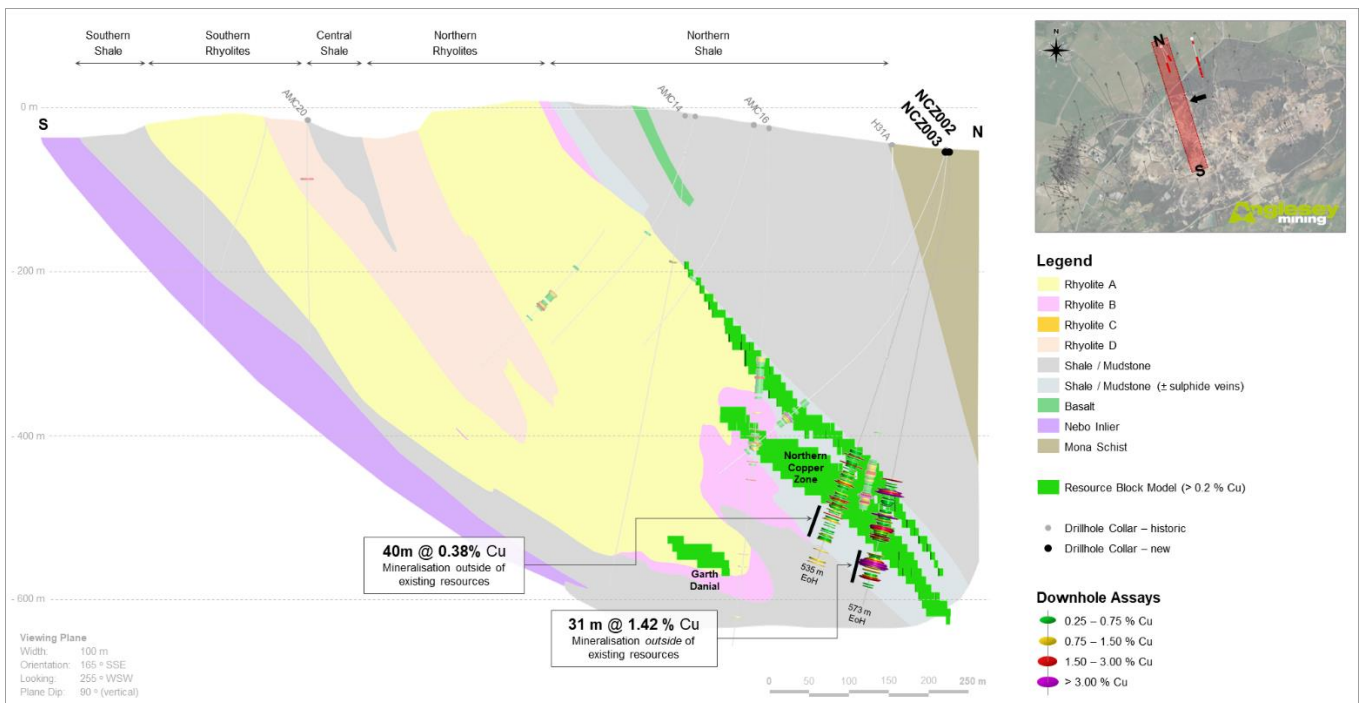 Southern
Shale
Southern
Rhyolites
Central
Shale
Northern
Rhyolites
Northern
Shale
0 m
- 200 m
- 400 m
- 600 m
S
AMC20
AMC14
AMC16
H31A
NCZ002
NCZ003
N
Northern
Copper
Zone
Garth
Danial
535 m
EoH
573 m
EoH
40m @ 0.38% Cu
Mineralisation outside of
existing resources
31 m @ 1.42 % Cu
Mineralisation outside of
existing resources
Viewing Plane
Width: 100 m
Orientation: 165 º SSE
Looking: 255 º WSW
Plane Dip: 90 º (vertical)
0 50 100 150 200 250 m
N
N
S
Anglesey
mining
Legend
Rhyolite A
Rhyolite B
Rhyolite C
Rhyolite D
Shale / Mudstone
Shale / Mudstone (± sulphide veins)
Basalt
Nebo Inlier
Mona Schist
Resource Block Model (> 0.2 % Cu)
Drillhole Collar – historic
Drillhole Collar – new
Downhole Assays
0.25 – 0.75 % Cu
0.75 – 1.50 % Cu
1.50 – 3.00 % Cu
> 3.00 % Cu